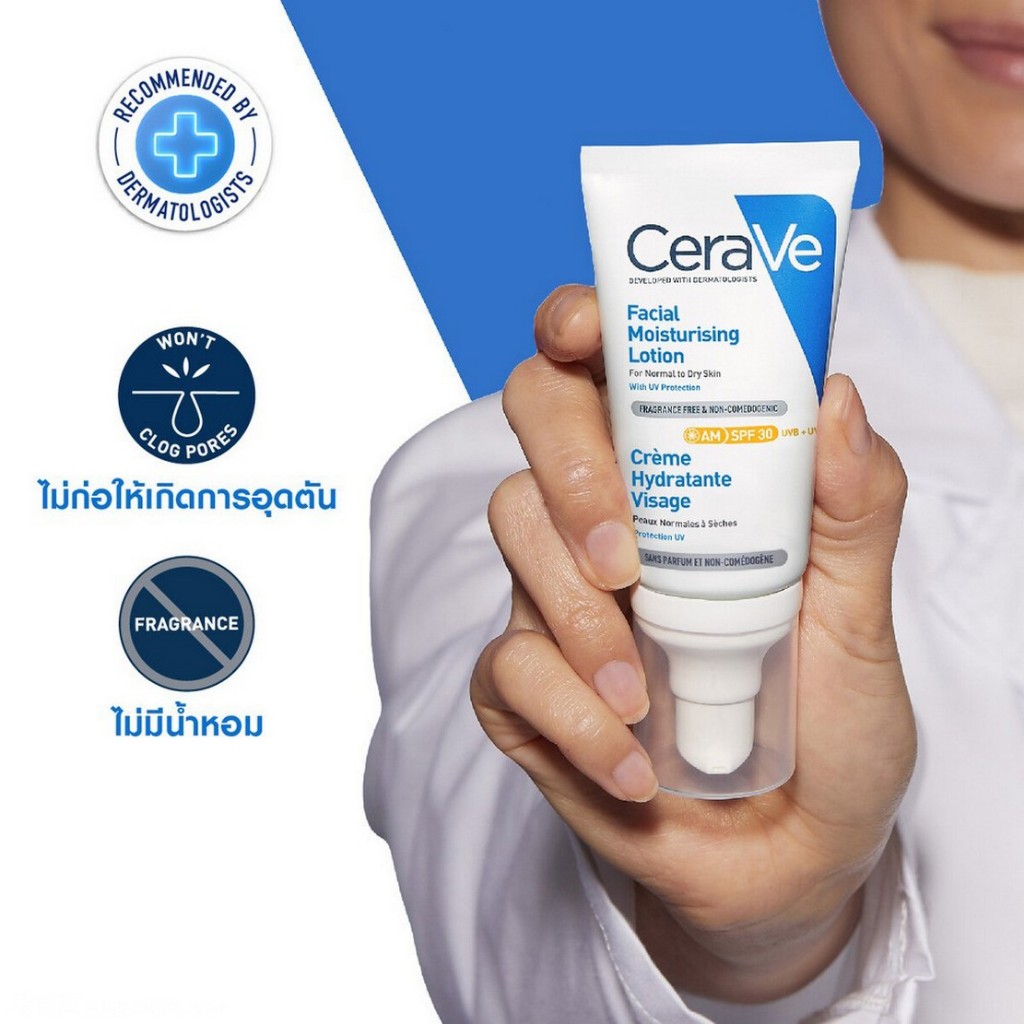 RECOMMENDED BY
DERMATOLOGISTS
WON'T
CLOG PORES
ไม่ก่อให้เกิดการอุดตัน
FRAGRANCE
ไม่มีน้ำหอม
CeraVe
DEVELOPED WITH DERMATOLOGISTS
Facial
Moisturising
Lotion
For Normal to Dry Skin
With UV Protection
FRAGRANCE FREE & NON-COMEDOGENIC
AM SPF 30 UVB + UV
Crème
Hydratante
Visage
Peaux Normales à Sèches
Protection UV
SANS PARFUM ET NON-COMÉDOGÈNE